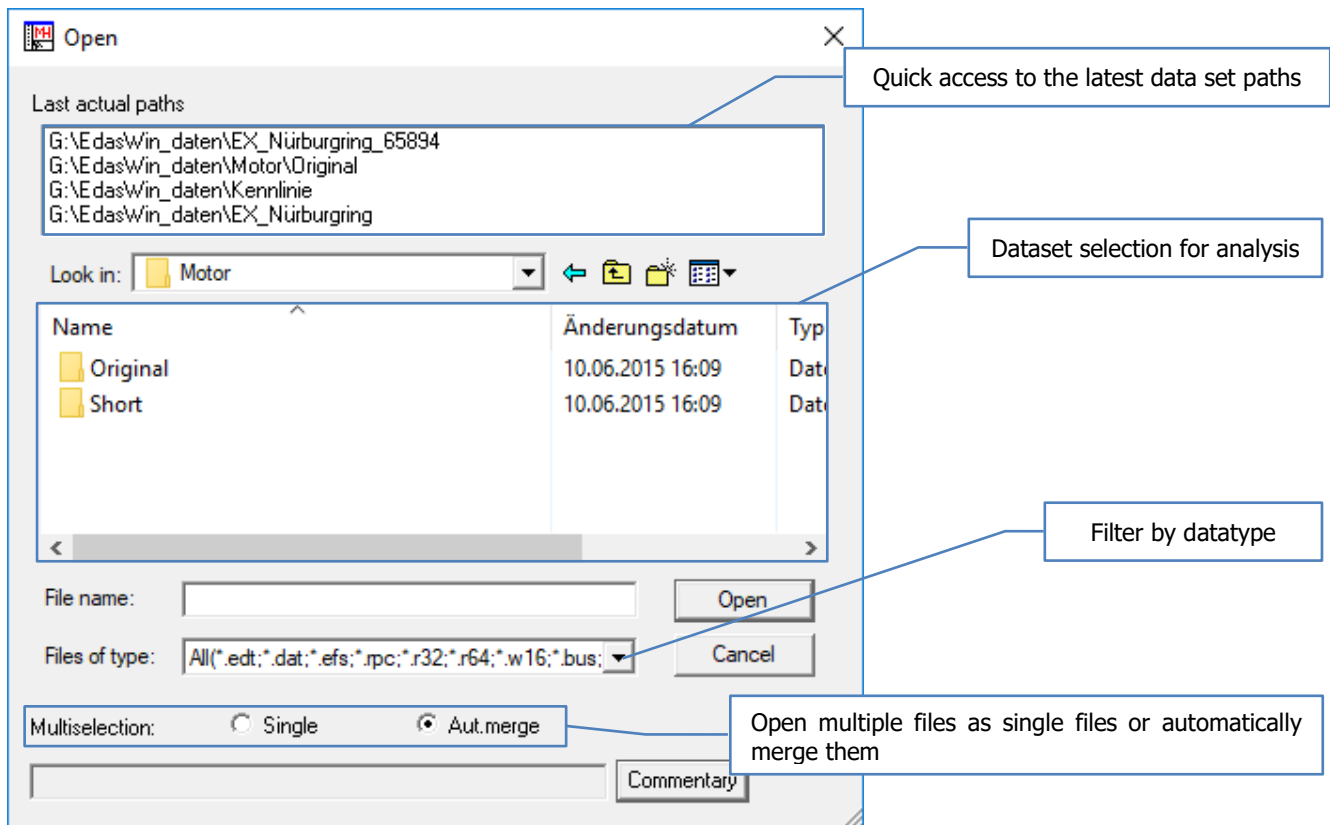 MH
Open
Quick access to the latest data set paths
Last actual paths
G:\EdasWin_daten\EX_Nürburgring_65894
G:\EdasWin_daten\Motor\Original
G:\EdasWin_daten\Kennlinie
G:\EdasWin_daten\EX_Nürburgring
Dataset selection for analysis
Look in: Motor
Name Änderungsdatum Typ
Original 10.06.2015 16:09 Date
Short 10.06.2015 16:09 Date
Filter by datatype
File name: Open
Files of type: All(*.edt;*.dat;*.efs;*.rpc;*.r32;*.r64;*.w16;*.bus; Cancel
Multiselection: Single Aut.merge
Open multiple files as single files or automatically
merge them
Commentary